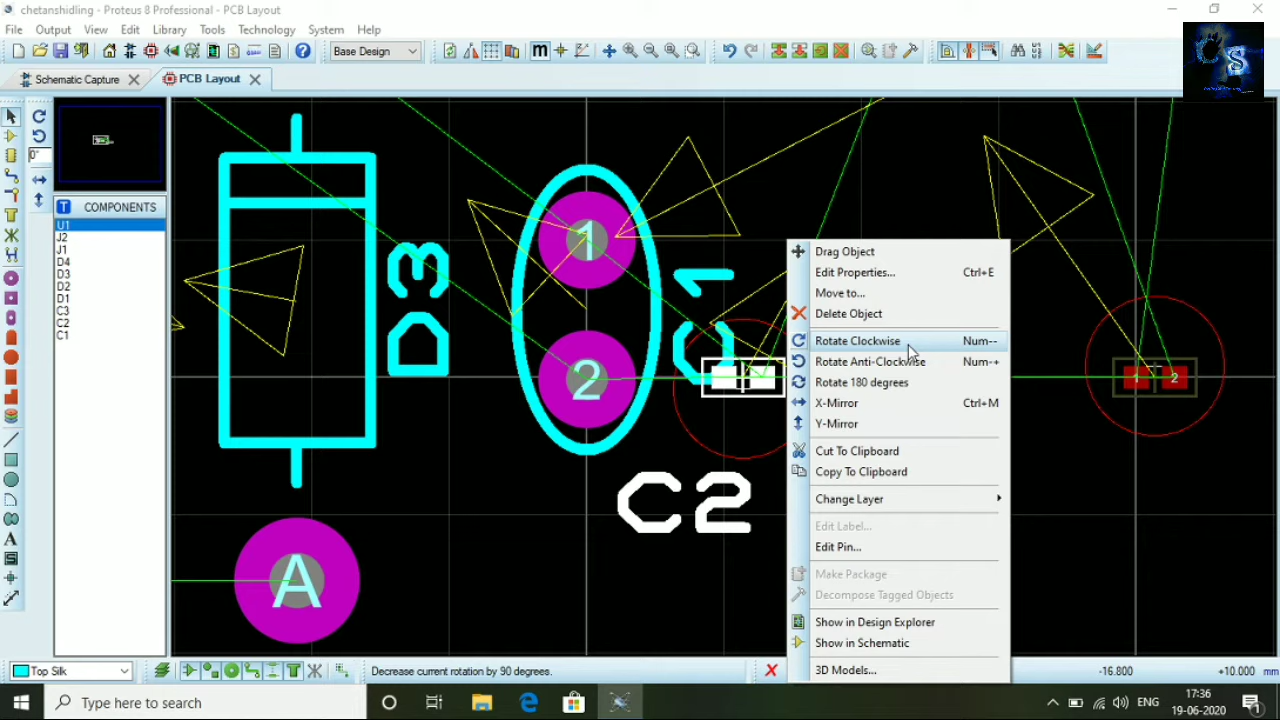 chetanshidling - Proteus 8 Professional - PCB Layout
File Output View Edit Library Technology System Help
Base Design
Schematic Capture
PCB Layout
0°
COMPONENTS
U1
J2
J1
D4
D3
D2
D1
C3
C2
C1
D3
1
2
A
C1
C2
1 2
Drag Object
Edit Properties... Ctrl+E
Move to...
Delete Object
Rotate Clockwise Num--
Rotate Anti-Clockwise Num-+
Rotate 180 degrees
X-Mirror Ctrl+M
Y-Mirror
Cut To Clipboard
Copy To Clipboard
Change Layer
Edit Label...
Edit Pin...
Make Package
Decompose Tagged Objects
Show in Design Explorer
Show in Schematic
3D Models...
Top Silk
Decrease current rotation by 90 degrees.
-16.800 +10.000 mm
Type here to search
ENG
17:36
19-06-2020